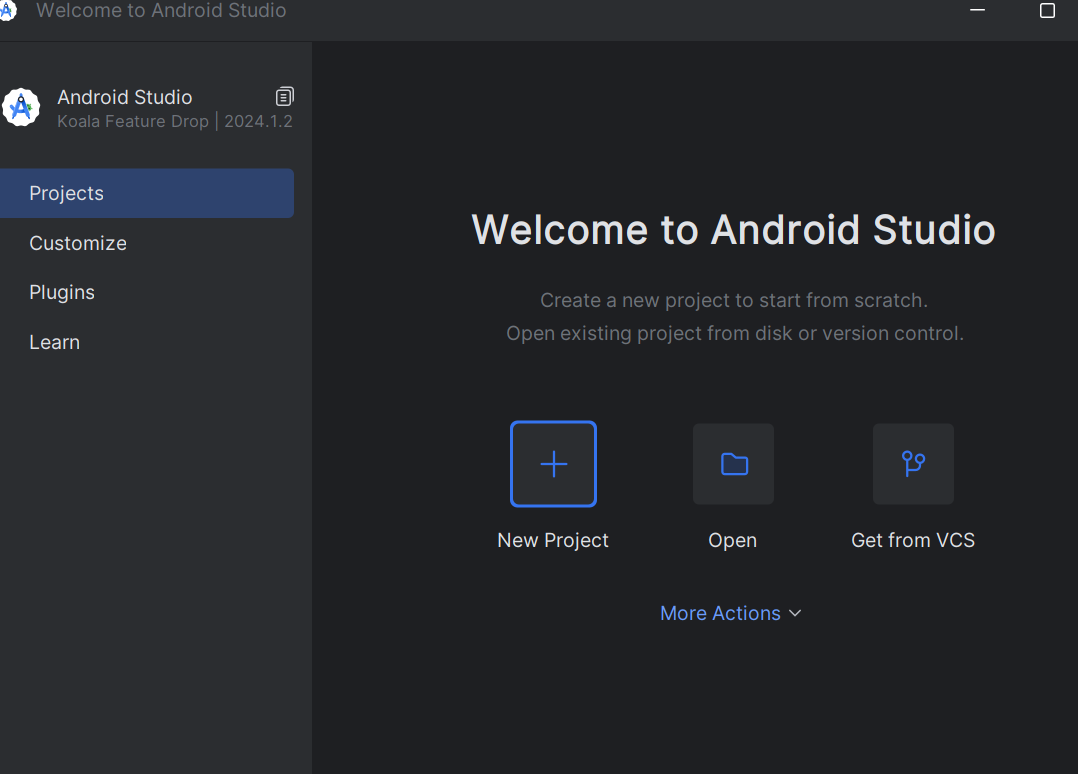 Welcome to Android Studio
Android Studio
Koala Feature Drop | 2024.1.2
Projects
Customize
Plugins
Learn
Welcome to Android Studio
Create a new project to start from scratch.
Open existing project from disk or version control.
New Project
Open
Get from VCS
More Actions